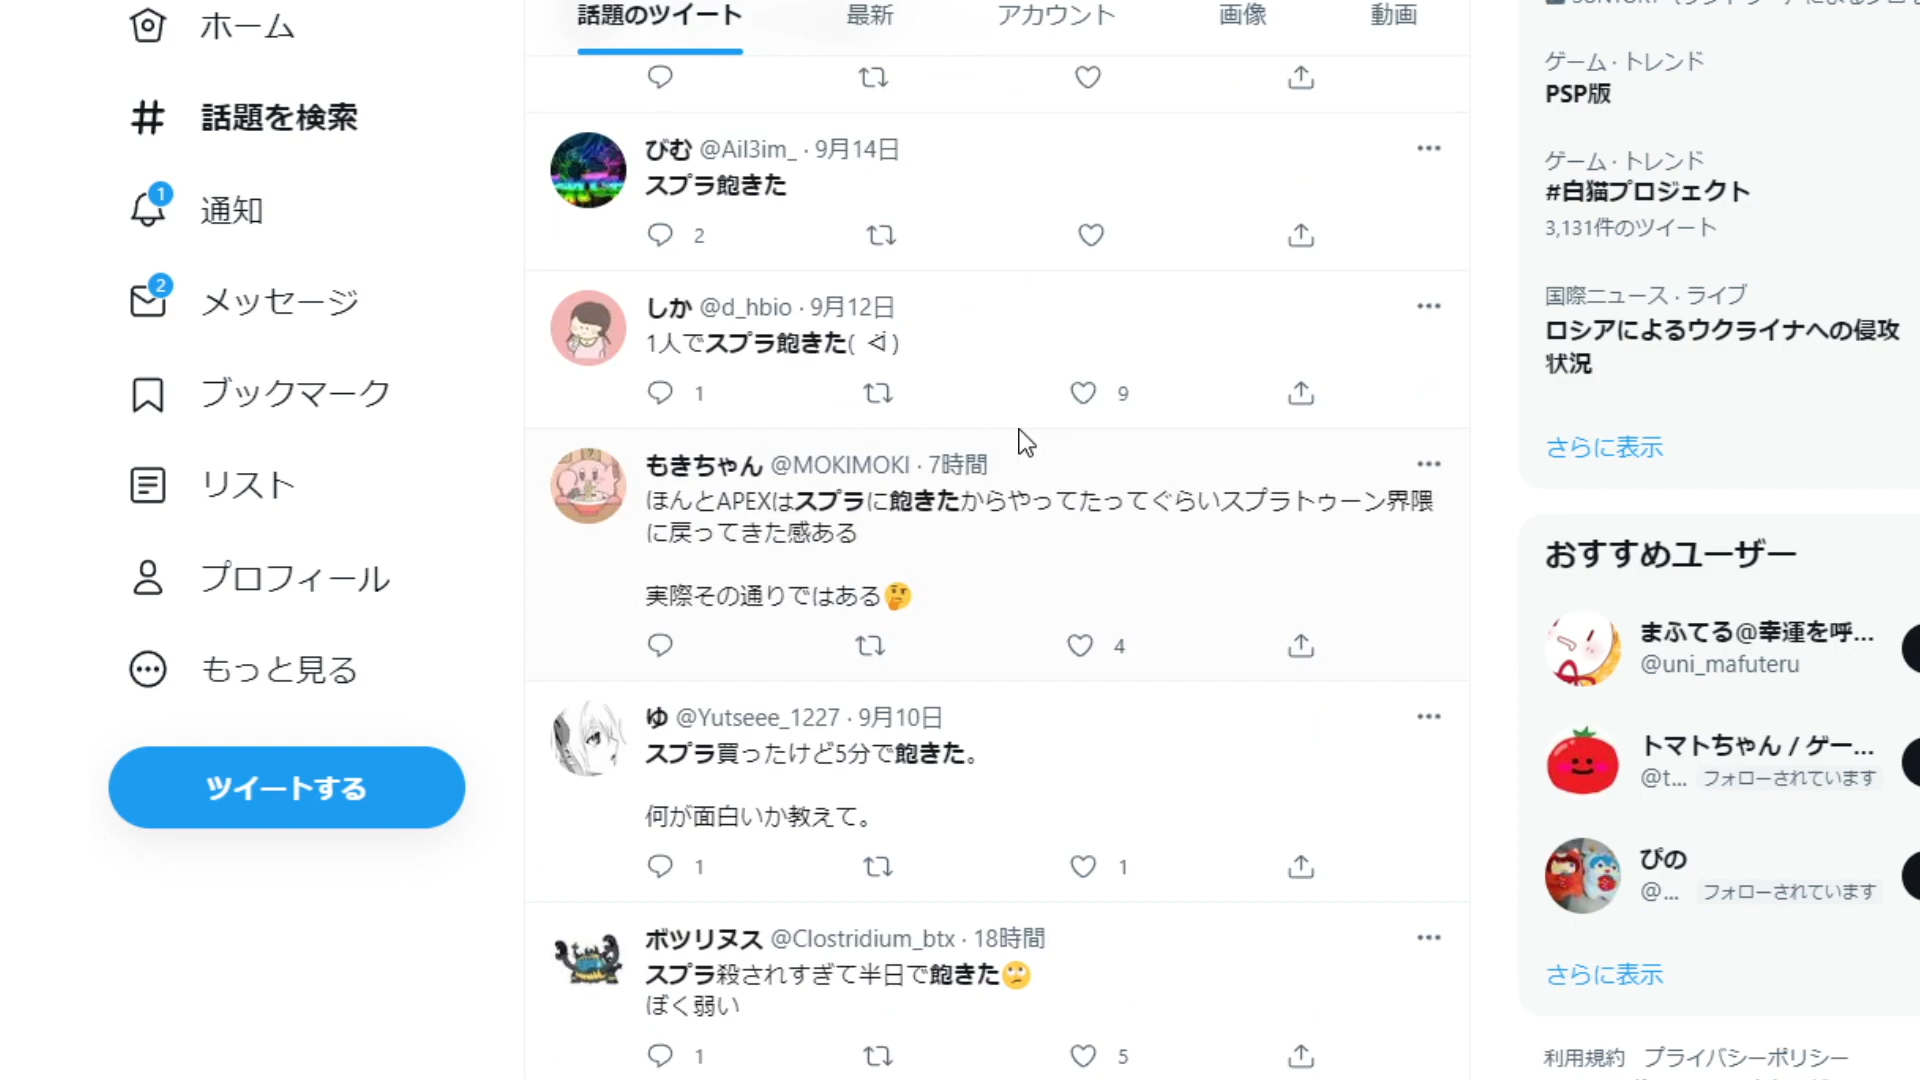 ホーム
話題を検索
1
通知
2
メッセージ
ブックマーク
リスト
プロフィール
もっと見る
ツイートする
話題のツイート 最新 アカウント 画像 動画
びむ @Ail3im_ · 9月14日
スプラ飽きた
2
しか @d_hbio · 9月12日
1人でスプラ飽きた( ᐛ )
1 9
もきちゃん @MOKIMOKI · 7時間
ほんとAPEXはスプラに飽きたからやってたってぐらいスプラトゥーン界隈
に戻ってきた感ある
実際その通りではある🤔
4
ゆ @Yutseee_1227 · 9月10日
スプラ買ったけど5分で飽きた。
何が面白いか教えて。
1 1
ボツリヌス @Clostridium_btx · 18時間
スプラ殺されすぎて半日で飽きた🙄
ぼく弱い
1 5
ゲーム · トレンド
PSP版
ゲーム · トレンド
#白猫プロジェクト
3,131件のツイート
国際ニュース · ライブ
ロシアによるウクライナへの侵攻
状況
さらに表示
おすすめユーザー
まふてる@幸運を呼...
@uni_mafuteru
トマトちゃん / ゲー...
@t... フォローされています
ぴの
@... フォローされています
さらに表示
利用規約 プライバシーポリシー